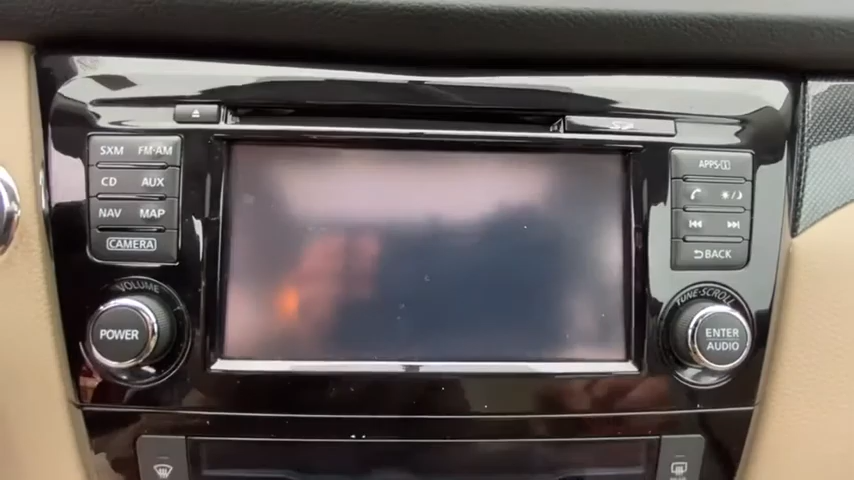 SXM FM·AM
CD AUX
NAV MAP
CAMERA
VOLUME
POWER
APPS·i
BACK
TUNE·SCROLL
ENTER
AUDIO